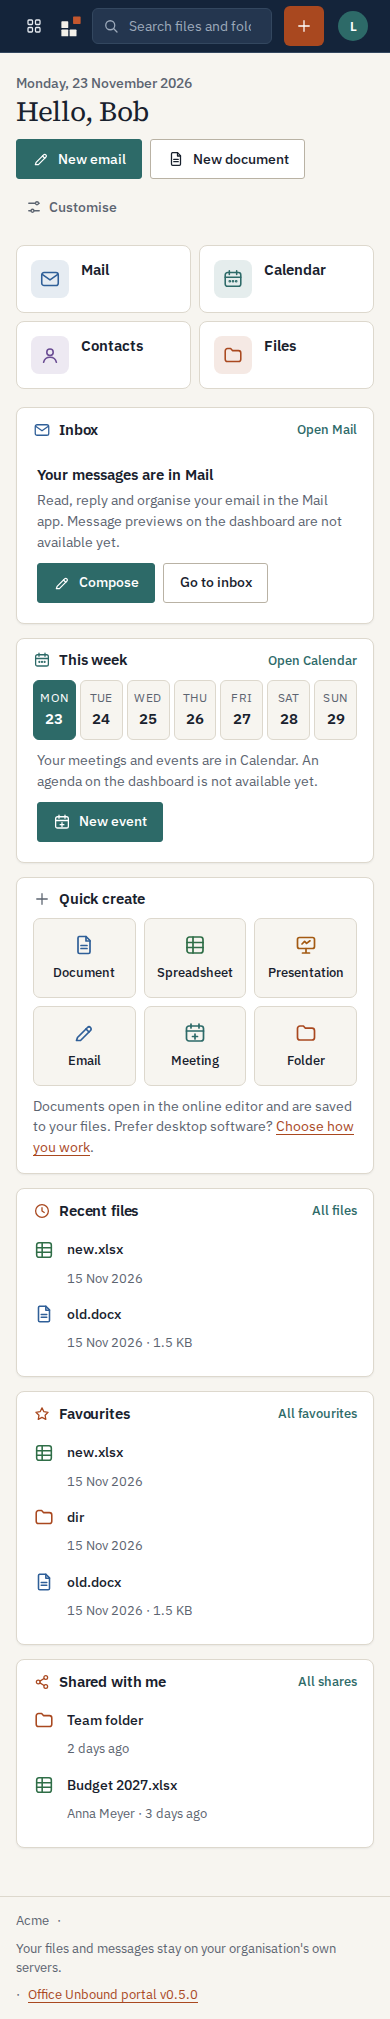 Search files and fold
L
Monday, 23 November 2026
Hello, Bob
New email
New document
Customise
Mail
Calendar
Contacts
Files
Inbox
Open Mail
Your messages are in Mail
Read, reply and organise your email in the Mail
app. Message previews on the dashboard are not
available yet.
Compose
Go to inbox
This week
Open Calendar
MON TUE WED THU FRI SAT SUN
23 24 25 26 27 28 29
Your meetings and events are in Calendar. An
agenda on the dashboard is not available yet.
New event
Quick create
Document
Spreadsheet
Presentation
Email
Meeting
Folder
Documents open in the online editor and are saved
to your files. Prefer desktop software? Choose how
you work.
Recent files
All files
new.xlsx
15 Nov 2026
old.docx
15 Nov 2026 · 1.5 KB
Favourites
All favourites
new.xlsx
15 Nov 2026
dir
15 Nov 2026
old.docx
15 Nov 2026 · 1.5 KB
Shared with me
All shares
Team folder
2 days ago
Budget 2027.xlsx
Anna Meyer · 3 days ago
Acme ·
Your files and messages stay on your organisation's own
servers.
· Office Unbound portal v0.5.0